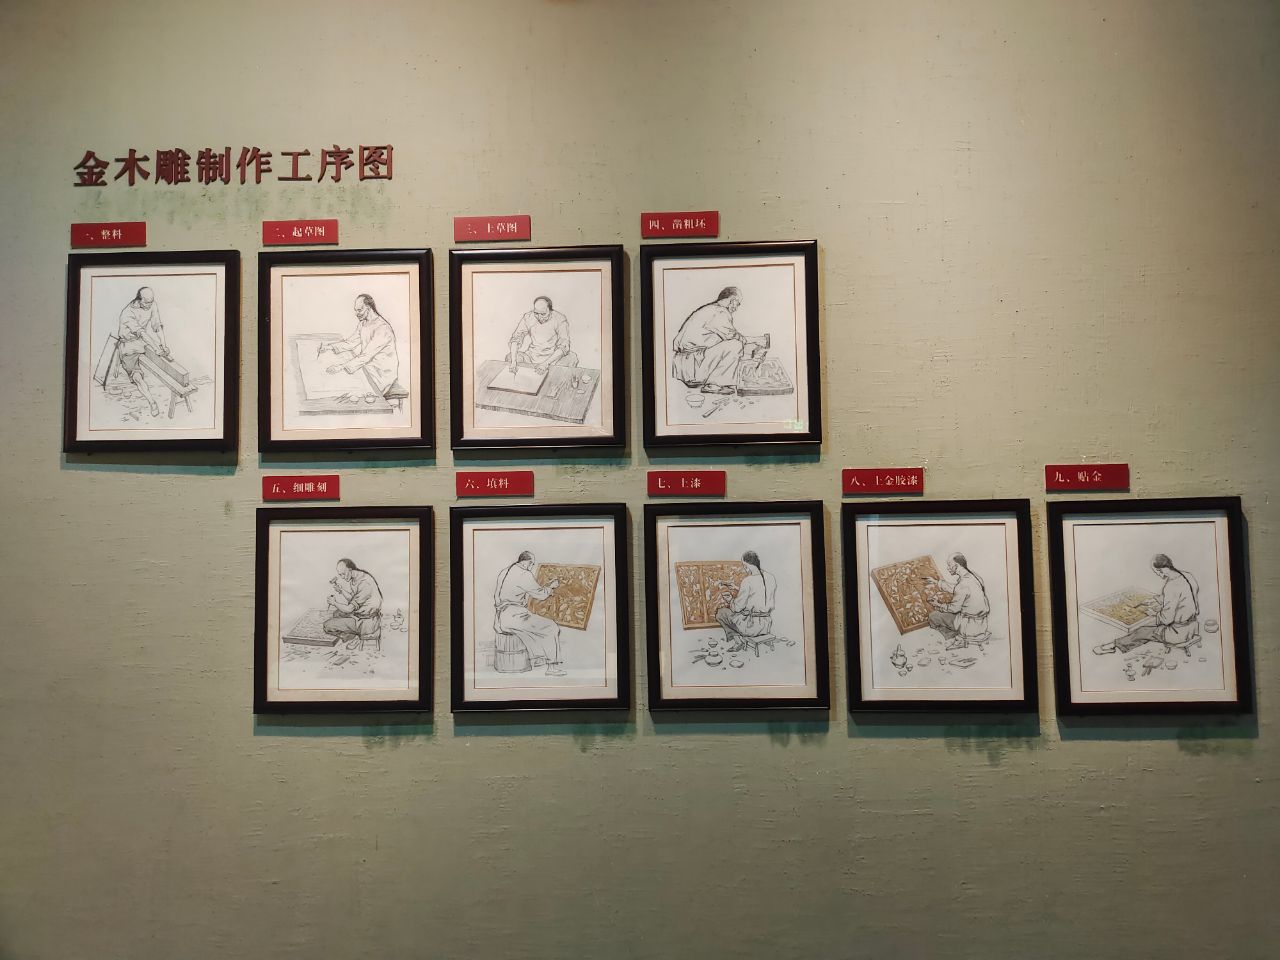 金木雕制作工序图
一、整料
二、起草图
三、上草图
四、凿粗坯
五、细雕刻
六、填料
七、上漆
八、上金胶漆
九、贴金